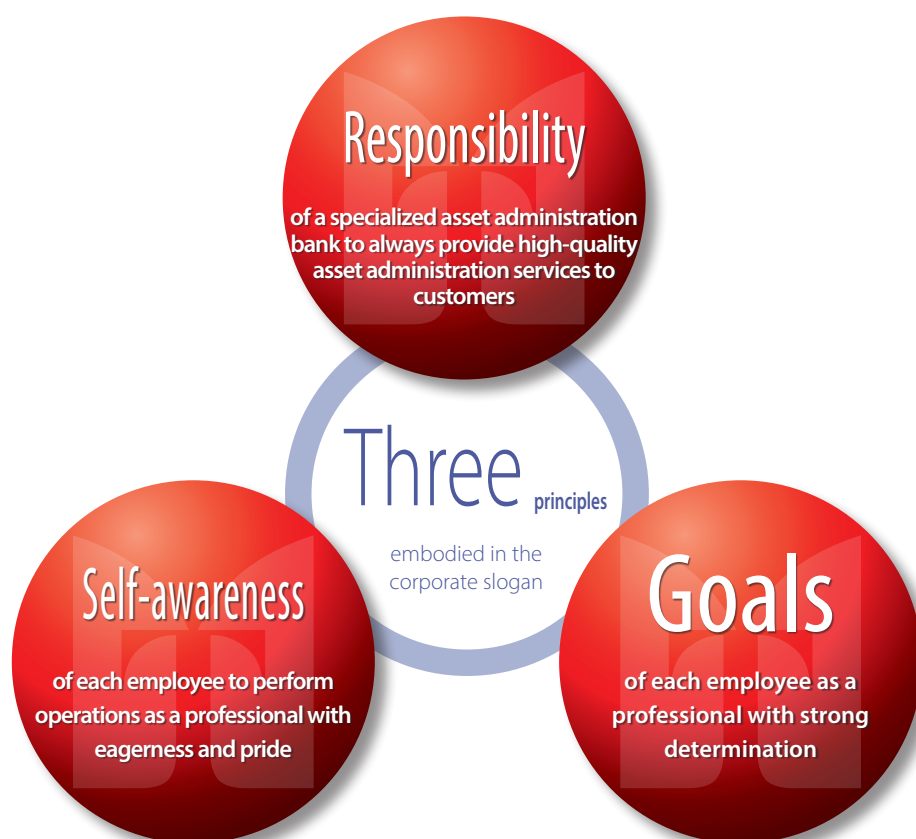 Responsibility
of a specialized asset administration
bank to always provide high-quality
asset administration services to
customers
Three principles
embodied in the
corporate slogan
Self-awareness
of each employee to perform
operations as a professional with
eagerness and pride
Goals
of each employee as a
professional with strong
determination